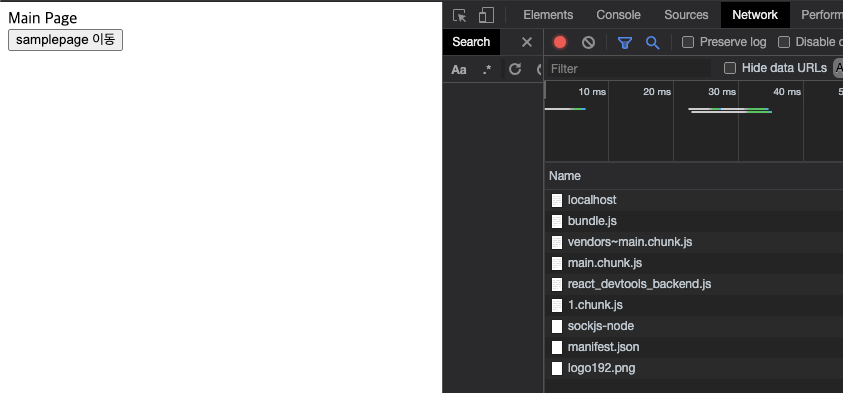 Main Page
samplepage 이동
Elements Console Sources Network Perform
Search
Preserve log Disable c
Aa .*
Filter Hide data URLs A
10 ms 20 ms 30 ms 40 ms 5
Name
localhost
bundle.js
vendors~main.chunk.js
main.chunk.js
react_devtools_backend.js
1.chunk.js
sockjs-node
manifest.json
logo192.png